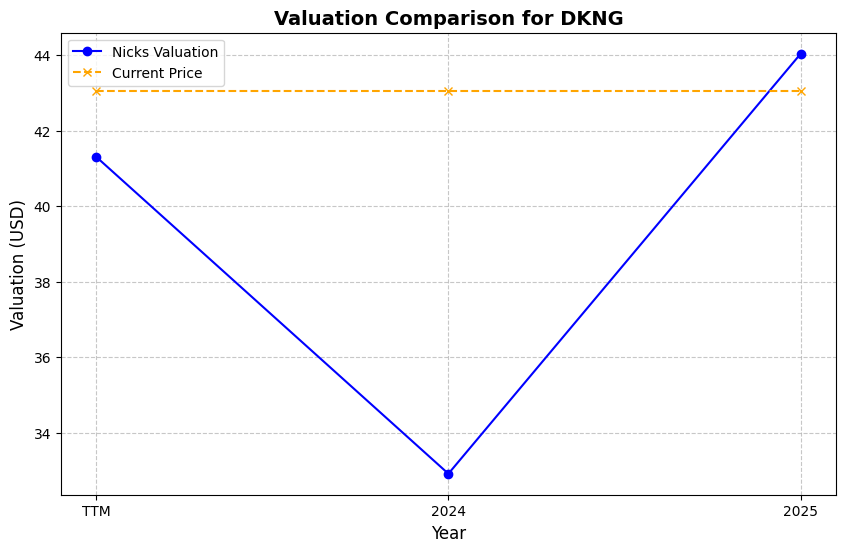 Valuation Comparison for DKNG
Nicks Valuation
Current Price
Valuation (USD)
44
42
40
38
36
34
TTM
2024
2025
Year